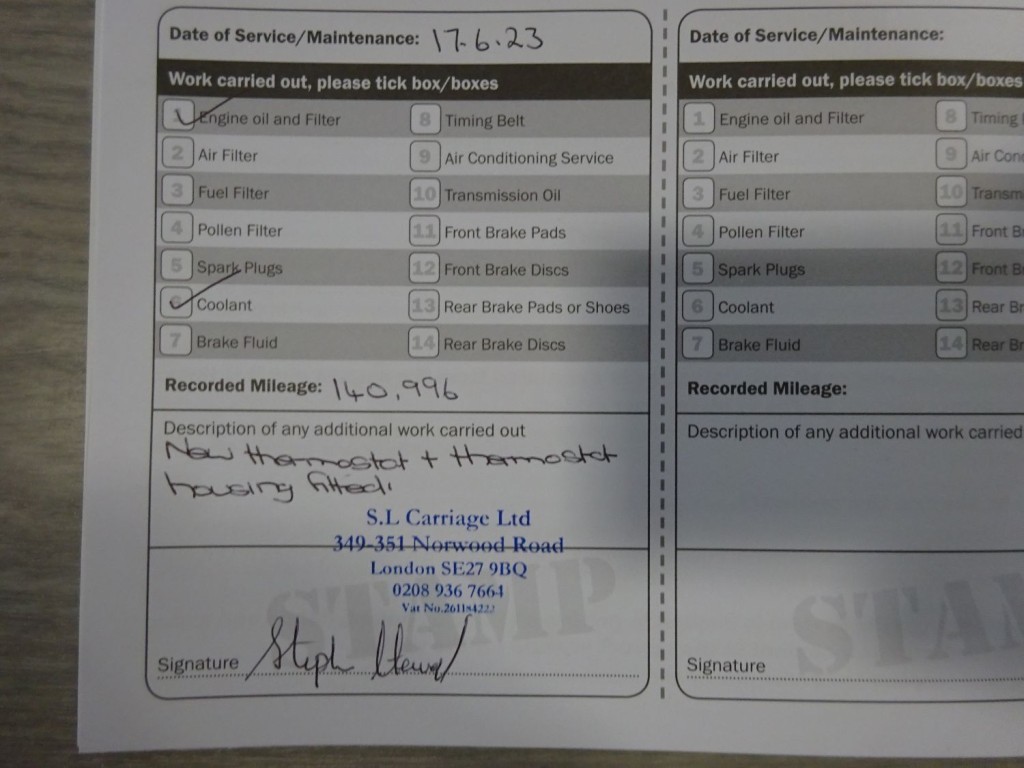 Date of Service/Maintenance: 17.6.23
Work carried out, please tick box/boxes
1 Engine oil and Filter
8 Timing Belt
2 Air Filter
9 Air Conditioning Service
3 Fuel Filter
10 Transmission Oil
4 Pollen Filter
11 Front Brake Pads
5 Spark Plugs
12 Front Brake Discs
6 Coolant
13 Rear Brake Pads or Shoes
7 Brake Fluid
14 Rear Brake Discs
Recorded Mileage: 140,996
Description of any additional work carried out
New thermostat + thermostat
housing fitted.
S.L Carriage Ltd
349-351 Norwood Road
London SE27 9BQ
0208 936 7664
Vat No.
STAMP
Signature Steph
Date of Service/Maintenance:
Work carried out, please tick box/boxes
1 Engine oil and Filter
8 Timing
2 Air Filter
9 Air Con
3 Fuel Filter
10 Transm
4 Pollen Filter
11 Front B
5 Spark Plugs
12 Front B
6 Coolant
13 Rear Br
7 Brake Fluid
14 Rear Br
Recorded Mileage:
Description of any additional work carried
STA
Signature